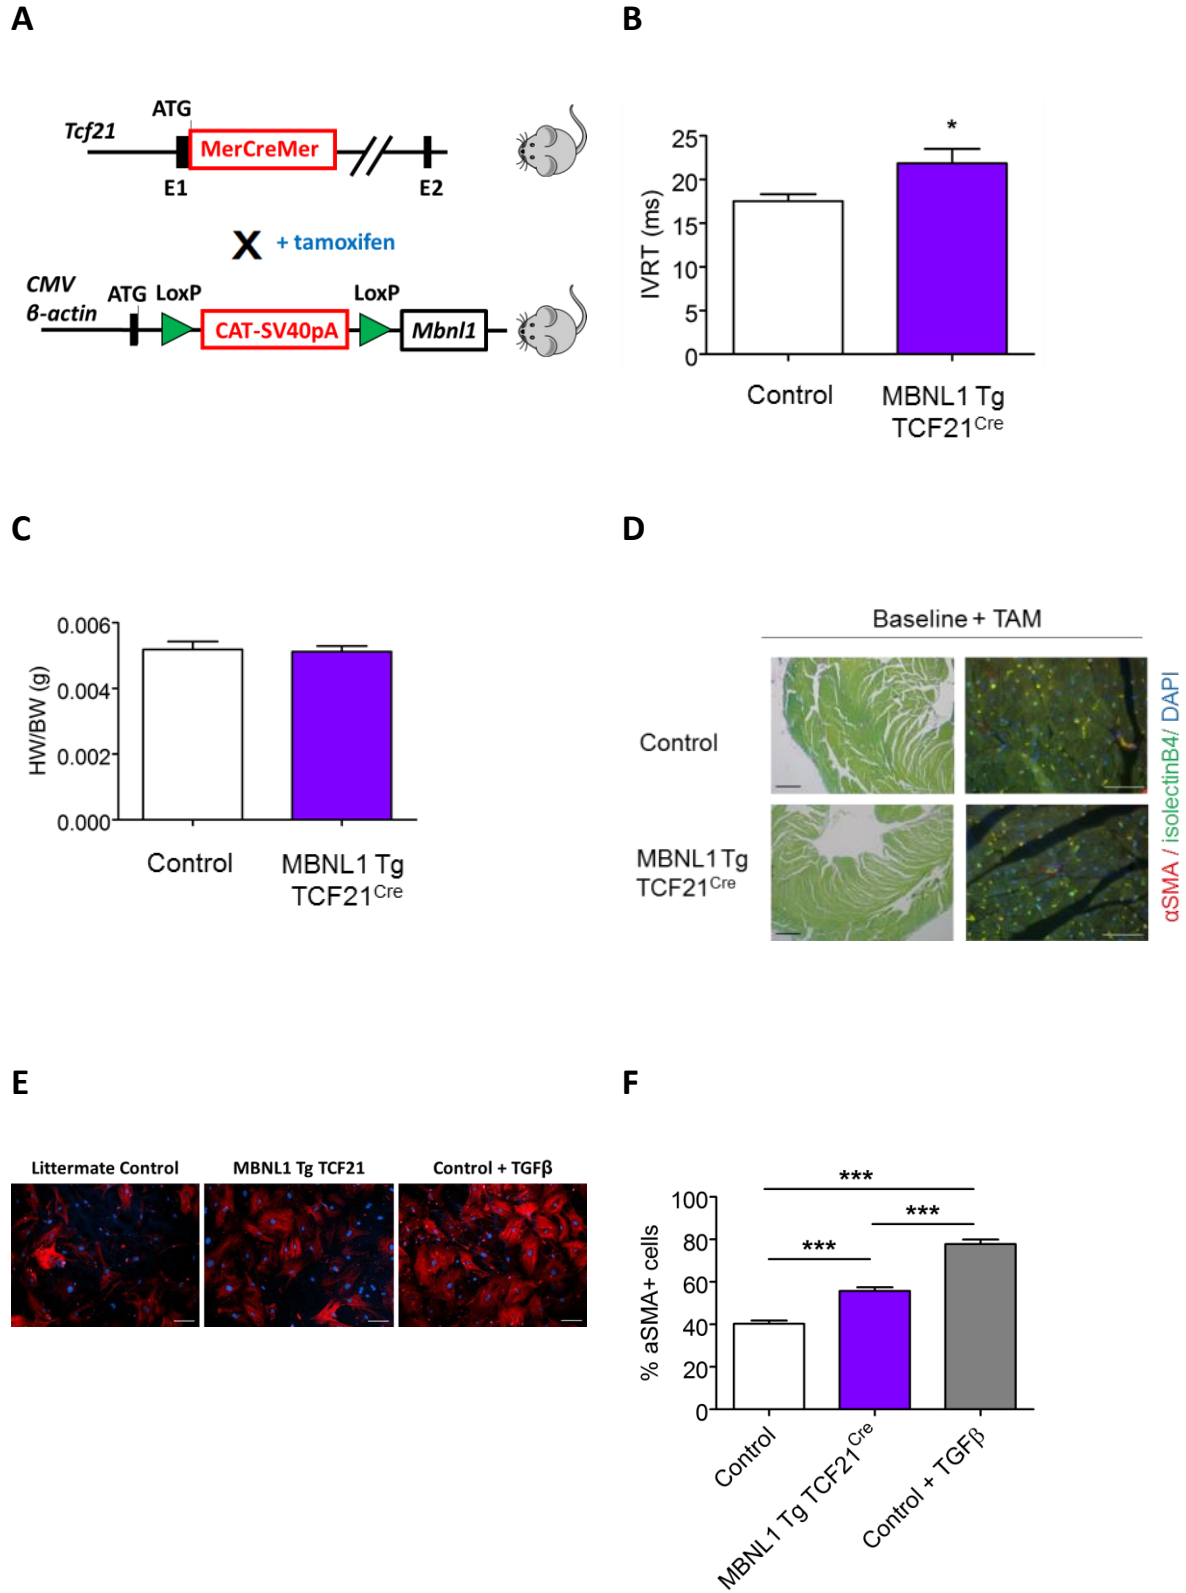 A
ATG
Tcf21
MerCreMer
E1
E2
X + tamoxifen
CMV
β-actin
ATG
LoxP
LoxP
CAT-SV40pA
Mbnl1
B
IVRT (ms)
25
20
15
10
5
0
*
Control
MBNL1 Tg
TCF21Cre
C
HW/BW (g)
0.006
0.004
0.002
0.000
Control
MBNL1 Tg
TCF21Cre
D
Baseline + TAM
Control
MBNL1 Tg
TCF21Cre
αSMA / isolectinB4/ DAPI
E
Littermate Control
MBNL1 Tg TCF21
Control + TGFβ
F
% aSMA+ cells
100
80
60
40
20
0
***
***
***
Control
MBNL1 Tg TCF21Cre
Control + TGFβ